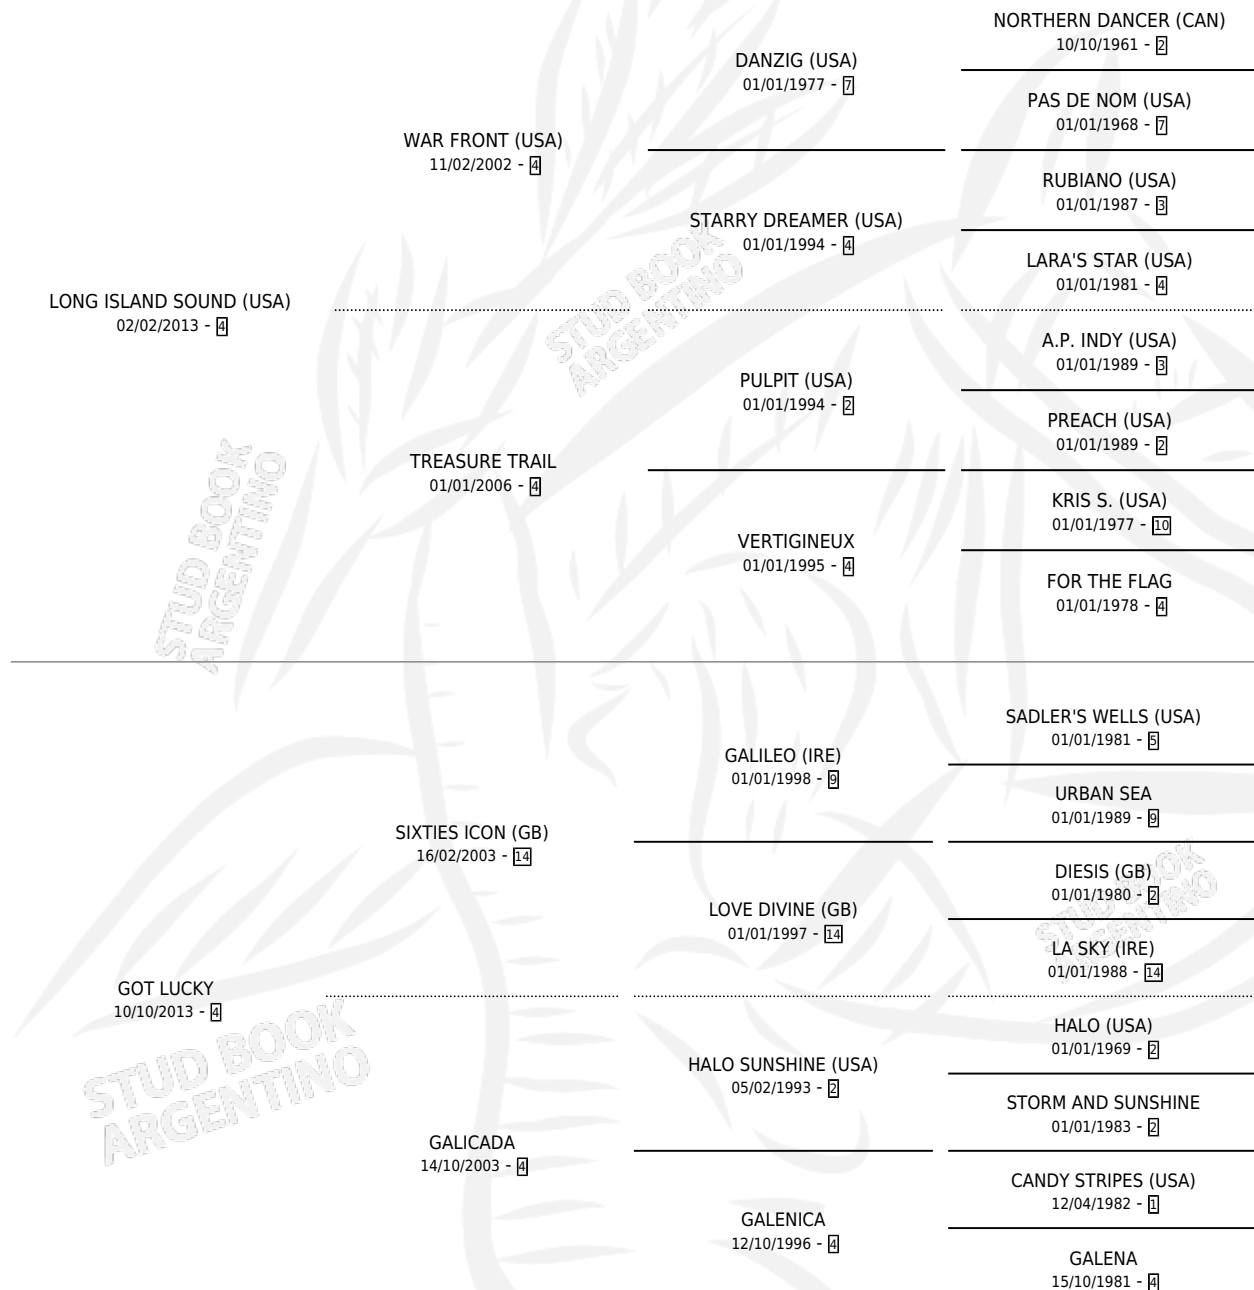 NORTHERN DANCER (CAN)
10/10/1961 - 2
DANZIG (USA)
01/01/1977 - 7
PAS DE NOM (USA)
01/01/1968 - 7
WAR FRONT (USA)
11/02/2002 - 4
RUBIANO (USA)
01/01/1987 - 3
STARRY DREAMER (USA)
01/01/1994 - 4
LARA'S STAR (USA)
01/01/1981 - 4
LONG ISLAND SOUND (USA)
02/02/2013 - 4
STUD BOOK
ARGENTINO
A.P. INDY (USA)
01/01/1989 - 3
PULPIT (USA)
01/01/1994 - 2
PREACH (USA)
01/01/1989 - 2
TREASURE TRAIL
01/01/2006 - 4
KRIS S. (USA)
01/01/1977 - 10
VERTIGINEUX
01/01/1995 - 4
FOR THE FLAG
01/01/1978 - 4
STUD BOOK
ARGENTINO
SADLER'S WELLS (USA)
01/01/1981 - 5
GALILEO (IRE)
01/01/1998 - 9
URBAN SEA
01/01/1989 - 9
SIXTIES ICON (GB)
16/02/2003 - 14
DIESIS (GB)
01/01/1980 - 2
STUD BOOK
ARGENTINO
LOVE DIVINE (GB)
01/01/1997 - 14
LA SKY (IRE)
01/01/1988 - 14
GOT LUCKY
10/10/2013 - 4
STUD BOOK
ARGENTINO
HALO (USA)
01/01/1969 - 2
HALO SUNSHINE (USA)
05/02/1993 - 2
STORM AND SUNSHINE
01/01/1983 - 2
GALICADA
14/10/2003 - 4
CANDY STRIPES (USA)
12/04/1982 - 1
GALENICA
12/10/1996 - 4
GALENA
15/10/1981 - 4